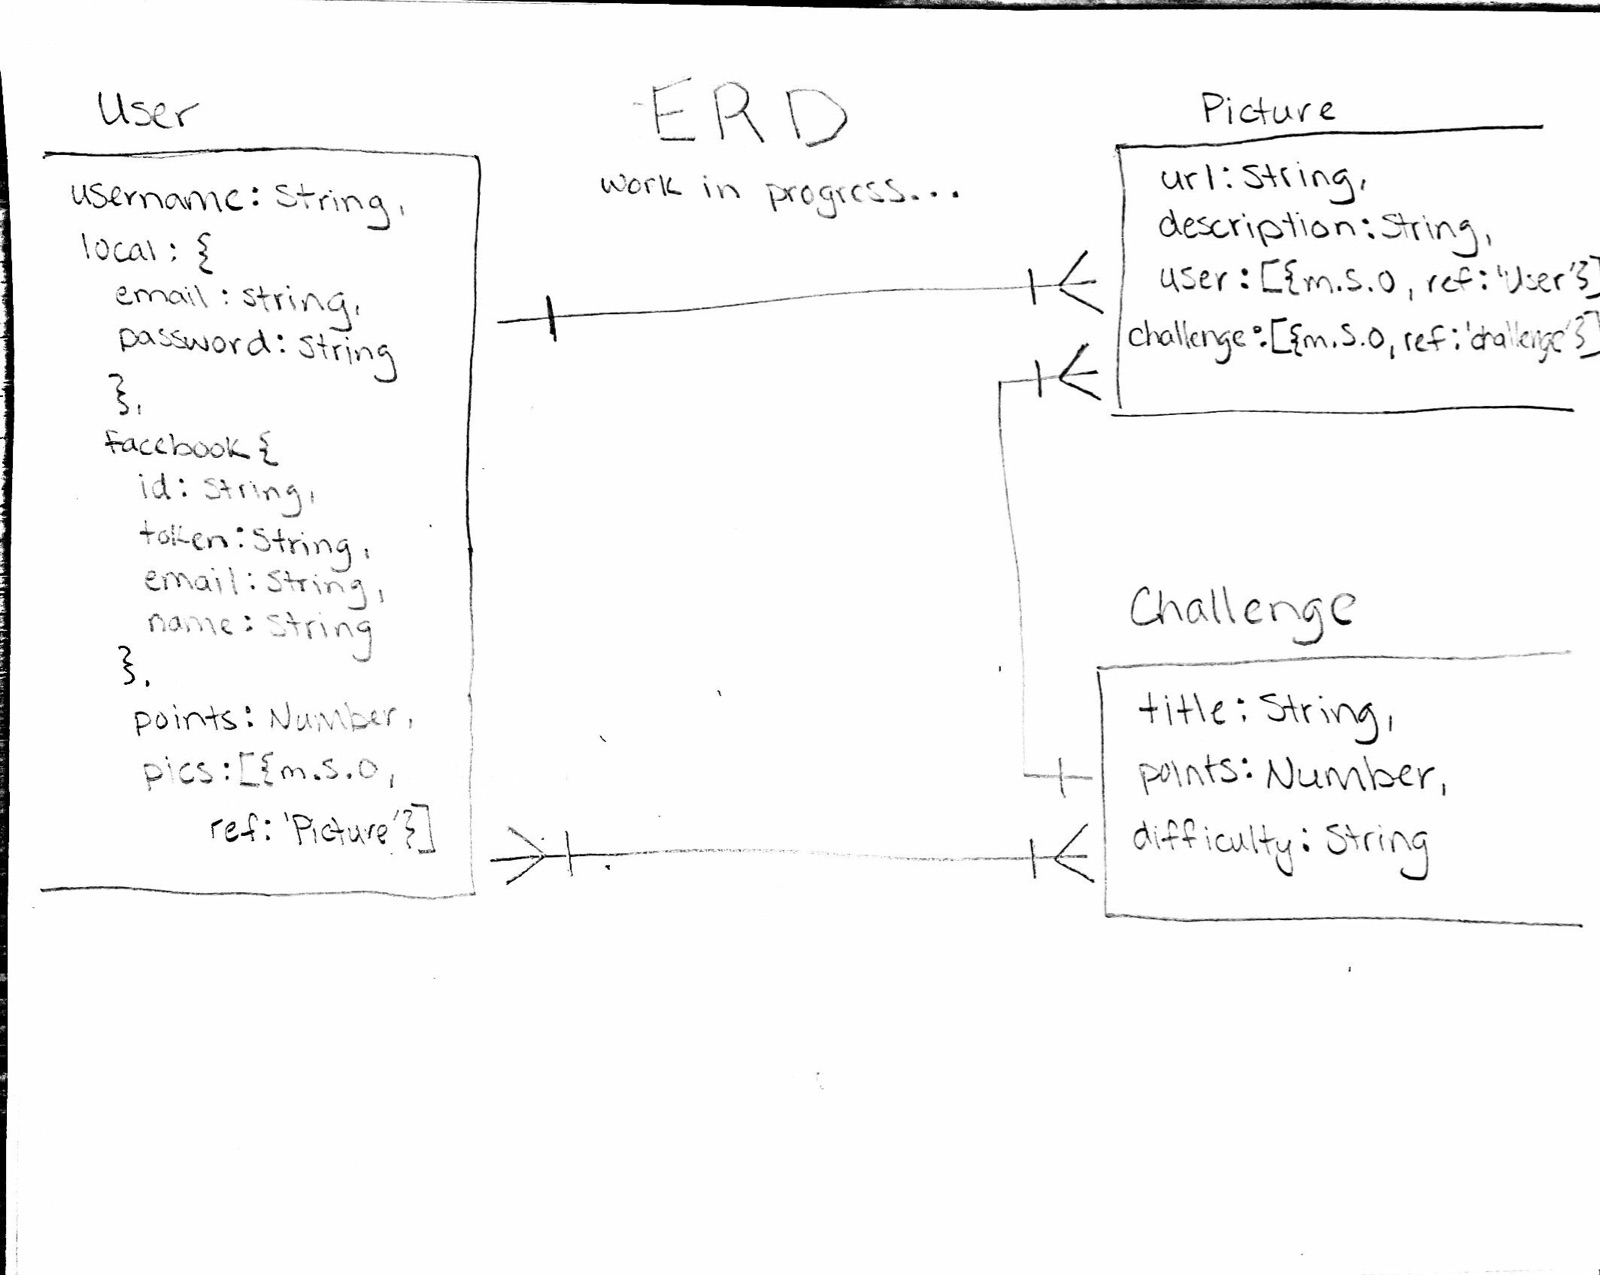 ERD
work in progress...
User
username: String,
local: {
email: String,
password: String
},
facebook {
id: String,
token: String,
email: String,
name: String
},
points: Number,
pics: [{m.S.O,
ref: 'Picture'}]
Picture
url: String,
description: String,
user: [{m.S.O, ref: 'User'}]
challenge: [{m.S.O, ref: 'challenge'}]
Challenge
title: String,
points: Number,
difficulty: String